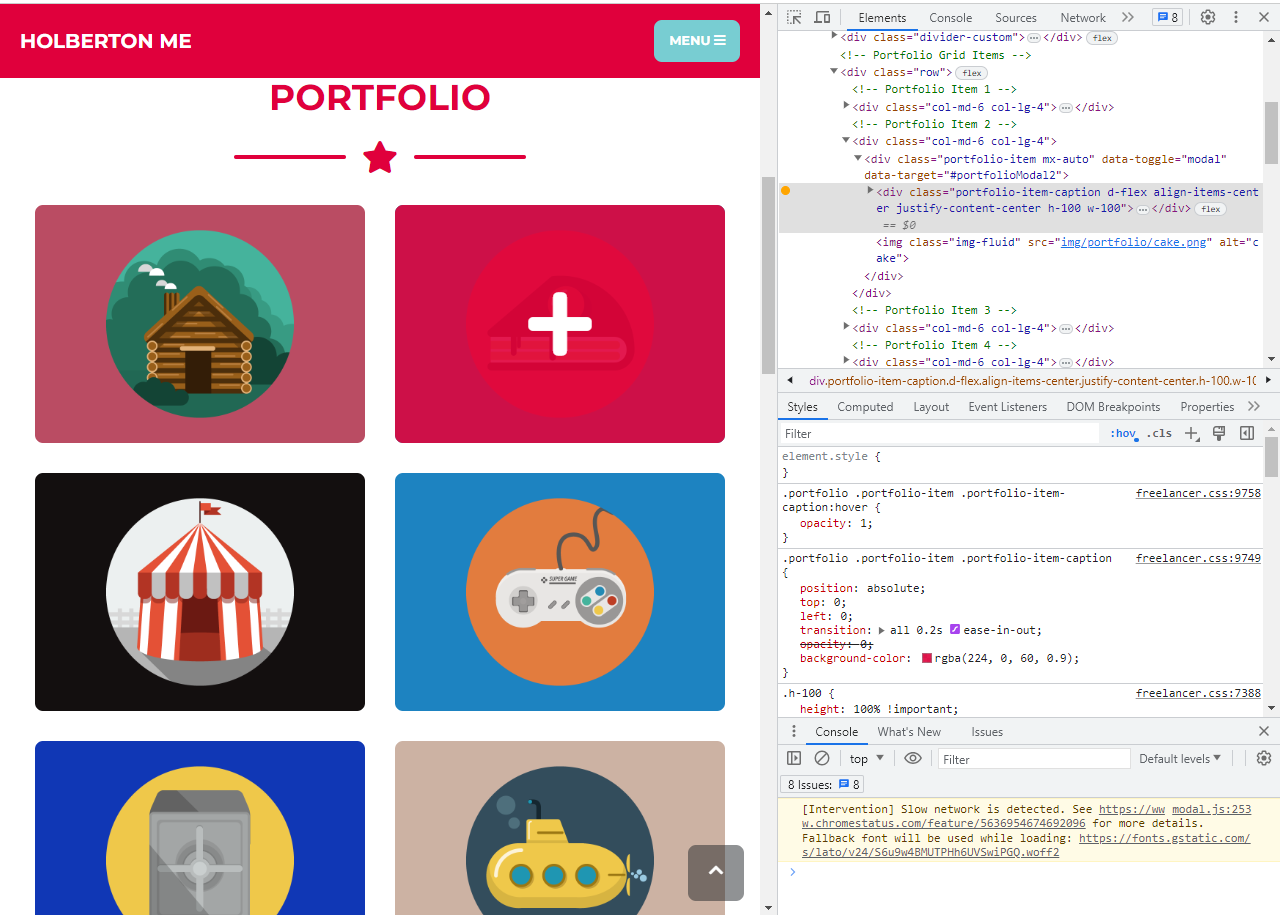 HOLBERTON ME
MENU
PORTFOLIO
SUPER GAME
Elements Console Sources Network 8
<div class="divider-custom"> </div> flex
<!-- Portfolio Grid Items -->
<div class="row"> flex
<!-- Portfolio Item 1 -->
<div class="col-md-6 col-lg-4"> </div>
<!-- Portfolio Item 2 -->
<div class="col-md-6 col-lg-4">
<div class="portfolio-item mx-auto" data-toggle="modal"
data-target="#portfolioModal2">
<div class="portfolio-item-caption d-flex align-items-cent
er justify-content-center h-100 w-100"> </div> flex
== $0
<img class="img-fluid" src="img/portfolio/cake.png" alt="c
ake">
</div>
</div>
<!-- Portfolio Item 3 -->
<div class="col-md-6 col-lg-4"> </div>
<!-- Portfolio Item 4 -->
<div class="col-md-6 col-lg-4"> </div>
div.portfolio-item-caption.d-flex.align-items-center.justify-content-center.h-100.w-10
Styles Computed Layout Event Listeners DOM Breakpoints Properties
Filter :hov .cls
element.style {
}
.portfolio .portfolio-item .portfolio-item- freelancer.css:9758
caption:hover {
opacity: 1;
}
.portfolio .portfolio-item .portfolio-item-caption freelancer.css:9749
{
position: absolute;
top: 0;
left: 0;
transition: all 0.2s ease-in-out;
opacity: 0;
background-color: rgba(224, 0, 60, 0.9);
}
.h-100 { freelancer.css:7388
height: 100% !important;
Console What's New Issues
top Filter Default levels
8 Issues: 8
[Intervention] Slow network is detected. See https://ww modal.js:253
w.chromestatus.com/feature/5636954674692096 for more details.
Fallback font will be used while loading: https://fonts.gstatic.com/
s/lato/v24/S6u9w4BMUTPHh6UVSwiPGQ.woff2